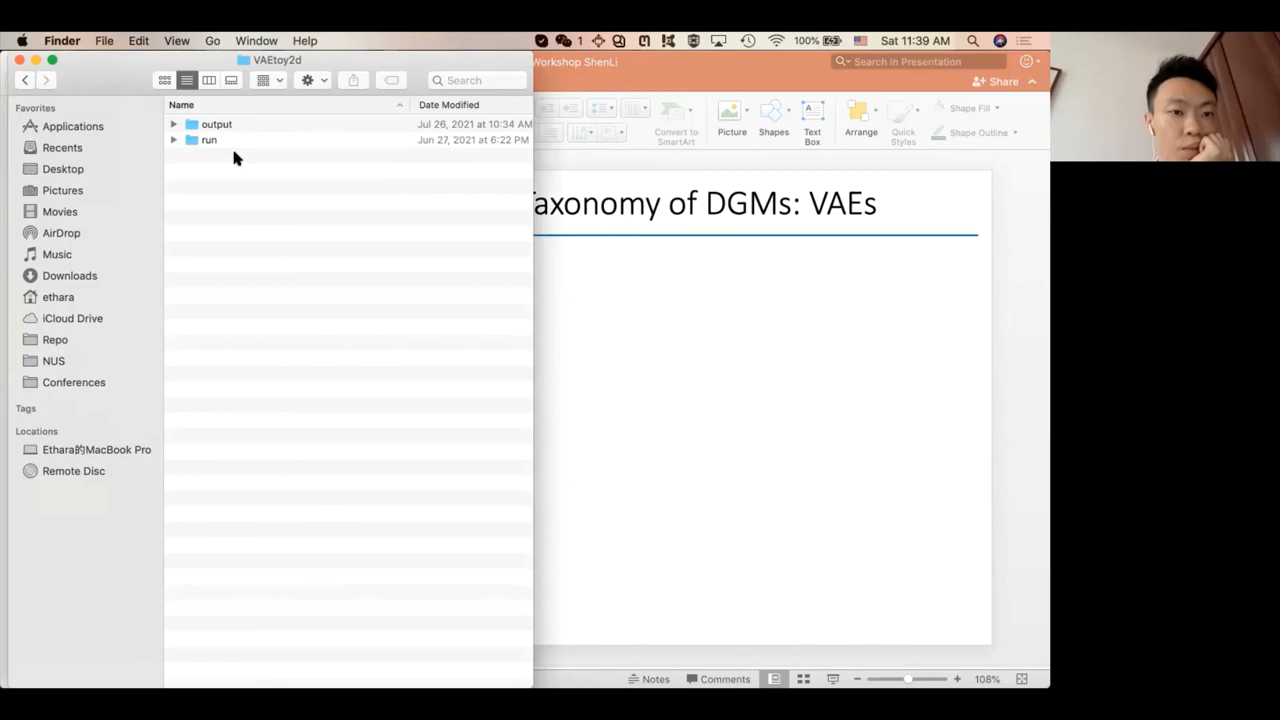 Finder File Edit View Go Window Help
1
100%
Sat 11:39 AM
VAEtoy2d
Search
Favorites
Applications
Recents
Desktop
Pictures
Movies
AirDrop
Music
Downloads
ethara
iCloud Drive
Repo
NUS
Conferences
Tags
Locations
Ethara的MacBook Pro
Remote Disc
Name Date Modified
output Jul 26, 2021 at 10:34 AM
run Jun 27, 2021 at 6:22 PM
Workshop ShenLi
Search in Presentation
Share
Convert to
SmartArt
Picture
Shapes
Text
Box
Arrange
Quick
Styles
Shape Fill
Shape Outline
axonomy of DGMs: VAEs
Notes
Comments
108%